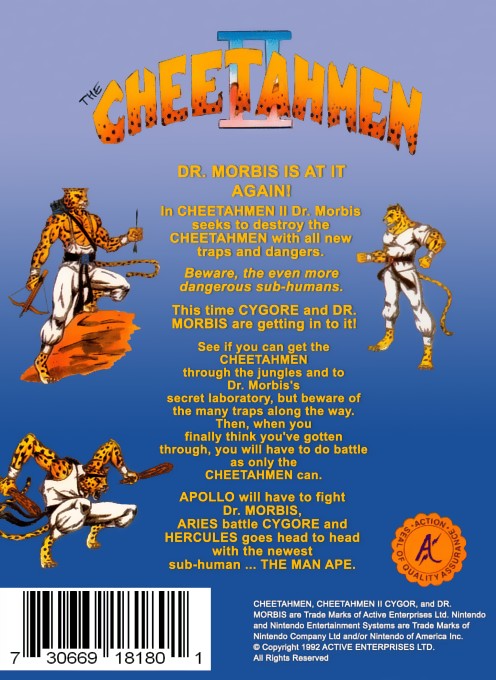 THE CHEETAHMEN II
DR. MORBIS IS AT IT
AGAIN!
In CHEETAHMEN II Dr. Morbis
seeks to destroy the
CHEETAHMEN with all new
traps and dangers.
Beware, the even more
dangerous sub-humans.
This time CYGORE and DR.
MORBIS are getting in to it!
See if you can get the
CHEETAHMEN
through the jungles and to
Dr. Morbis's
secret laboratory, but beware of
the many traps along the way.
Then, when you
finally think you've gotten
through, you will have to do battle
as only the
CHEETAHMEN can.
APOLLO will have to fight
Dr. MORBIS,
ARIES battle CYGORE and
HERCULES goes head to head
with the newest
sub-human ... THE MAN APE.
ACTION
SEAL OF QUALITY ASSURANCE
7 30669 18180 1
CHEETAHMEN, CHEETAHMEN II CYGOR, and DR.
MORBIS are Trade Marks of Active Enterprises Ltd. Nintendo
and Nintendo Entertainment Systems are Trade Marks of
Nintendo Company Ltd and/or Nintendo of America Inc.
© Copyright 1992 ACTIVE ENTERPRISES LTD.
All Rights Reserved